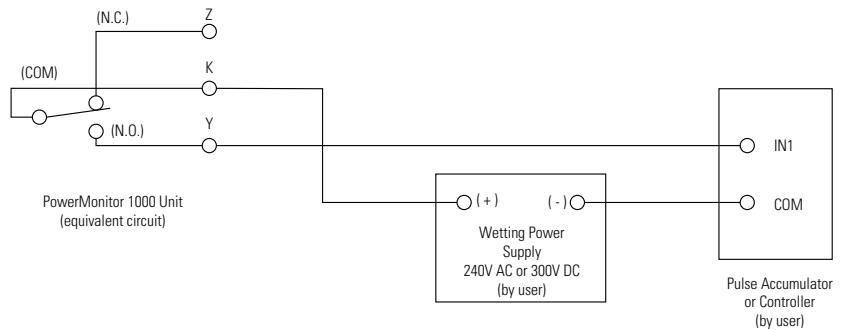 (N.C.)
Z
(COM)
K
(N.O.)
Y
IN1
PowerMonitor 1000 Unit
(equivalent circuit)
( + )
( - )
COM
Wetting Power
Supply
240V AC or 300V DC
(by user)
Pulse Accumulator
or Controller
(by user)